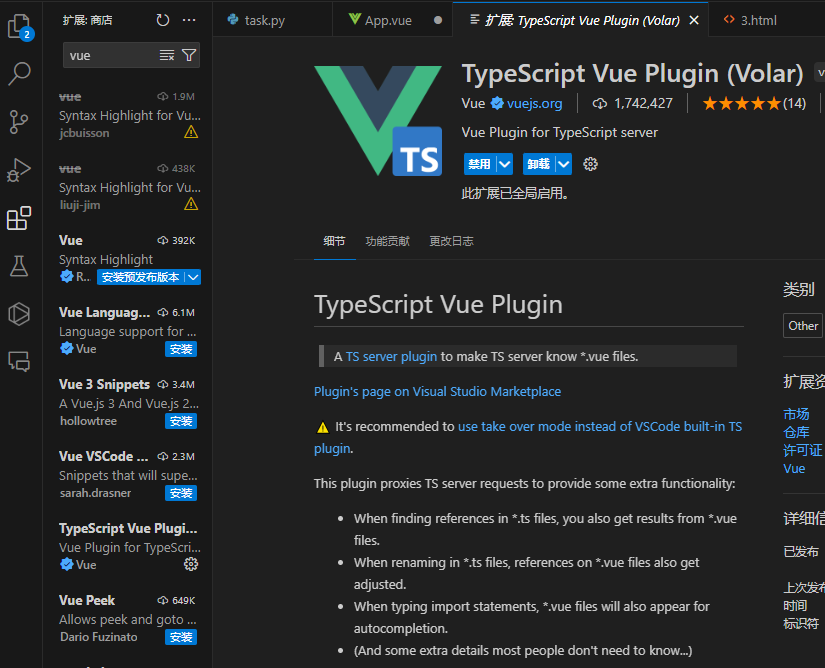 扩展: 商店
task.py
App.vue
扩展: TypeScript Vue Plugin (Volar)
3.html
2
vue
vue
1.9M
Syntax Highlight for Vu...
jcbuisson
vue
438K
Syntax Highlight for Vu...
liuji-jim
Vue
392K
Syntax Highlight
R...
安装预发布版本
Vue Languag...
6.1M
Language support for ...
Vue
安装
Vue 3 Snippets
3.4M
A Vue.js 3 And Vue.js 2...
hollowtree
安装
Vue VSCode ...
2.3M
Snippets that will supe...
sarah.drasner
安装
TypeScript Vue Plugi...
Vue Plugin for TypeScri...
Vue
Vue Peek
649K
Allows peek and goto ...
Dario Fuzinato
安装
TS
TypeScript Vue Plugin (Volar)
v
Vue
vuejs.org
1,742,427
(14)
Vue Plugin for TypeScript server
禁用
卸载
此扩展已全局启用。
细节
功能贡献
更改日志
TypeScript Vue Plugin
A TS server plugin to make TS server know *.vue files.
Plugin's page on Visual Studio Marketplace
It's recommended to use take over mode instead of VSCode built-in TS
plugin.
This plugin proxies TS server requests to provide some extra functionality:
• When finding references in *.ts files, you also get results from *.vue
files.
• When renaming in *.ts files, references on *.vue files also get
adjusted.
• When typing import statements, *.vue files will also appear for
autocompletion.
• (And some extra details most people don't need to know...)
类别
Other
扩展资
市场
仓库
许可证
Vue
详细信
已发布
上次发布
时间
标识符